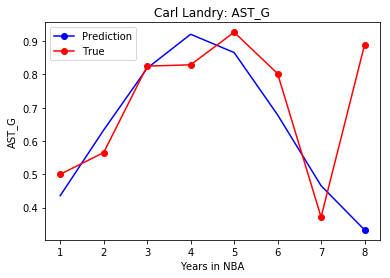 Carl Landry: AST_G
Prediction
True
0.9
0.8
0.7
0.6
0.5
0.4
AST_G
1 2 3 4 5 6 7 8
Years in NBA